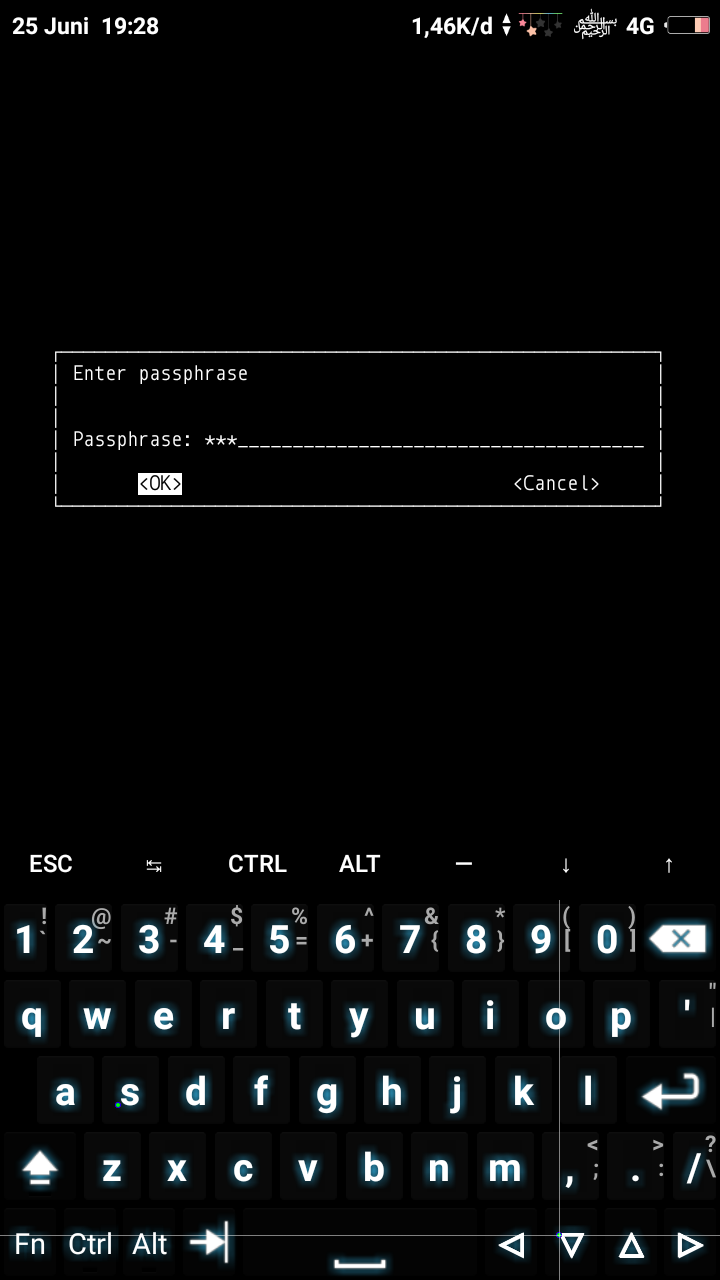 25 Juni 19:28 1,46K/d 4G
Enter passphrase
Passphrase: ***_____________________________________
<OK> <Cancel>
ESC ↹ CTRL ALT — ↓ ↑
1 ! ` 2 @ ~ 3 # - 4 $ _ 5 % = 6 ^ + 7 & { 8 * } 9 ( [ 0 ) ]
q w e r t y u i o p ' " |
a s d f g h j k l
z x c v b n m , < ; . > : / ? \
Fn Ctrl Alt